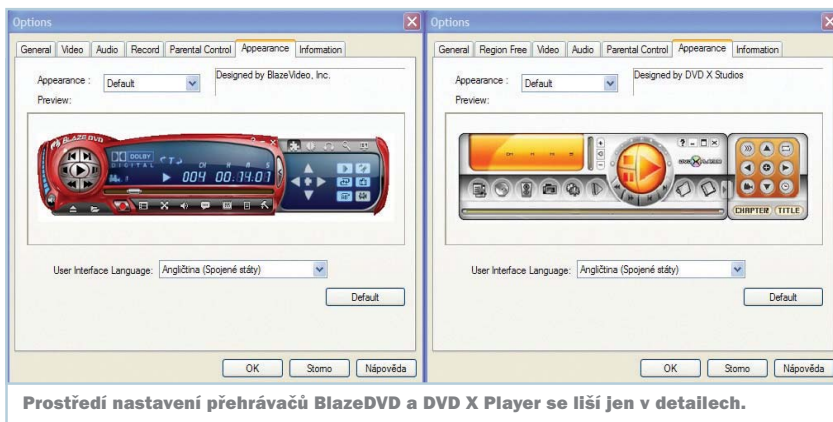 Options
General Video Audio Record Parental Control Appearance Information
Appearance : Default
Designed by BlazeVideo, Inc.
Preview:
BLAZE DVD
DOLBY
DIGITAL
CH H M S
004 00:14:01
User Interface Language: Angličtina (Spojené státy)
Default
OK Storno Nápověda
Options
General Region Free Video Audio Parental Control Appearance Information
Appearance : Default
Designed by DVD X Studios
Preview:
CHAPTER TITLE
User Interface Language: Angličtina (Spojené státy)
Default
OK Storno Nápověda
Prostředí nastavení přehrávačů BlazeDVD a DVD X Player se liší jen v detailech.